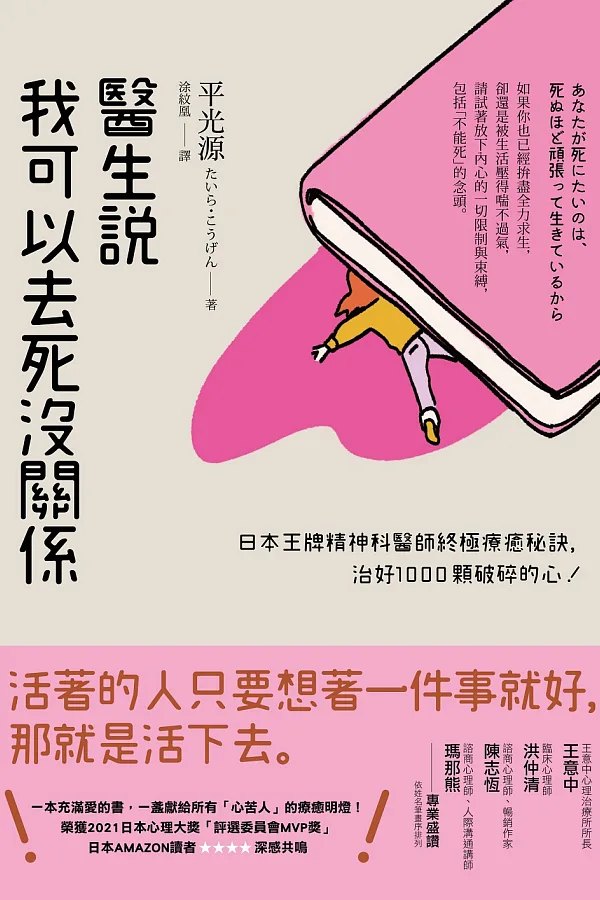 醫生說
我可以去死沒關係
平光源 たいら・こうげん──著
涂紋凰──譯
あなたが死にたいのは、
死ぬほど頑張って生きているから
如果你也已經拚盡全力求生，
卻還是被生活壓得喘不過氣，
請試著放下內心的一切限制與束縛，
包括「不能死」的念頭。
日本王牌精神科醫師終極療癒秘訣，
治好1000顆破碎的心！
活著的人只要想著一件事就好，
那就是活下去。
一本充滿愛的書，一盞獻給所有「心苦人」的療癒明燈！
榮獲2021日本心理大獎「評選委員會MVP獎」
日本AMAZON讀者★★★★深感共鳴
王意中心理治療所所長
王意中
臨床心理師
洪仲清
諮商心理師、暢銷作家
陳志恆
諮商心理師、人際溝通講師
瑪那熊
──專業盛讚
依姓名筆畫序排列